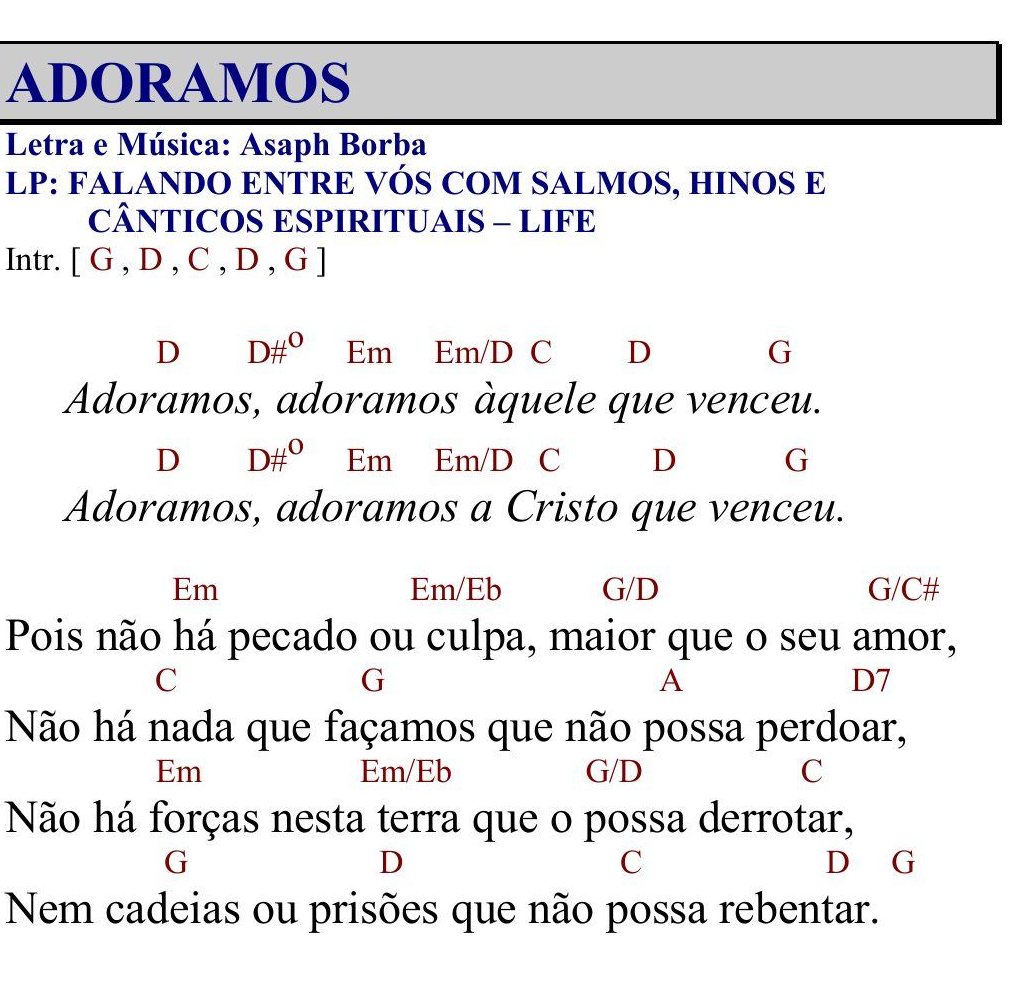 ADORAMOS
Letra e Música: Asaph Borba
LP: FALANDO ENTRE VÓS COM SALMOS, HINOS E
CÂNTICOS ESPIRITUAIS – LIFE
Intr. [ G , D , C , D , G ]
D D#º Em Em/D C D G
Adoramos, adoramos àquele que venceu.
D D#º Em Em/D C D G
Adoramos, adoramos a Cristo que venceu.
Em Em/Eb G/D G/C#
Pois não há pecado ou culpa, maior que o seu amor,
C G A D7
Não há nada que façamos que não possa perdoar,
Em Em/Eb G/D C
Não há forças nesta terra que o possa derrotar,
G D C D G
Nem cadeias ou prisões que não possa rebentar.